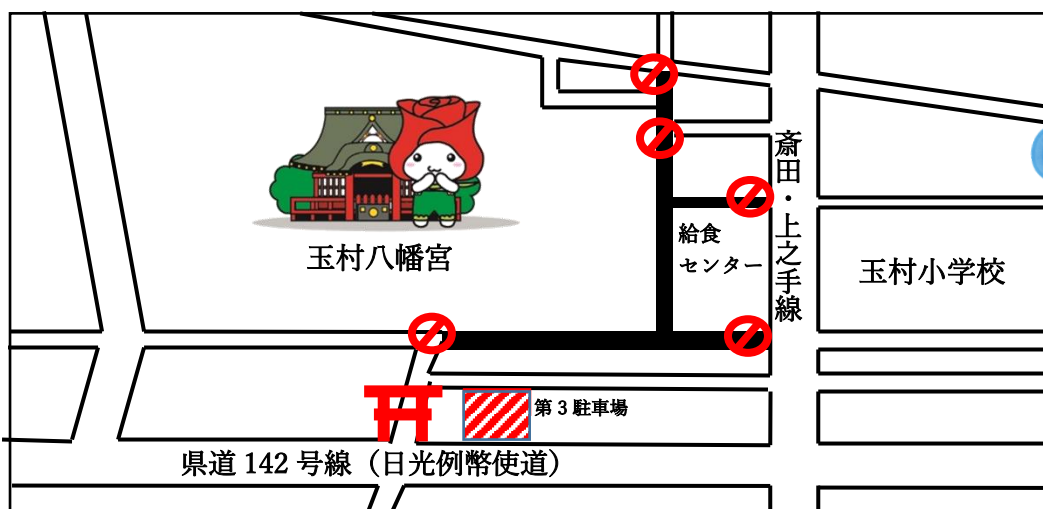 斎田・上之手線
給食
センター
玉村八幡宮
玉村小学校
第3駐車場
県道142号線（日光例幣使道）